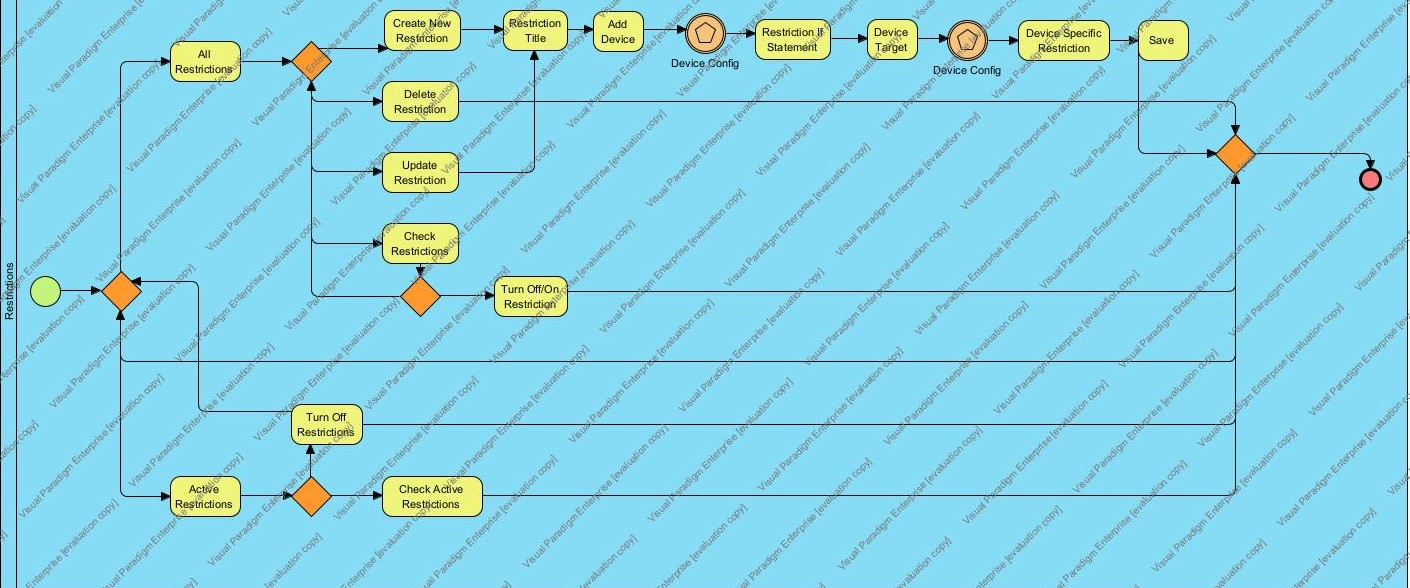 Restrictions
All
Restrictions
Create New
Restriction
Restriction
Title
Add
Device
Device Config
Restriction If
Statement
Device
Target
Device Config
Device Specific
Restriction
Save
Delete
Restriction
Update
Restriction
Check
Restrictions
Turn Off/On
Restriction
Turn Off
Restrictions
Active
Restrictions
Check Active
Restrictions
Visual Paradigm Enterprise [evaluation copy]